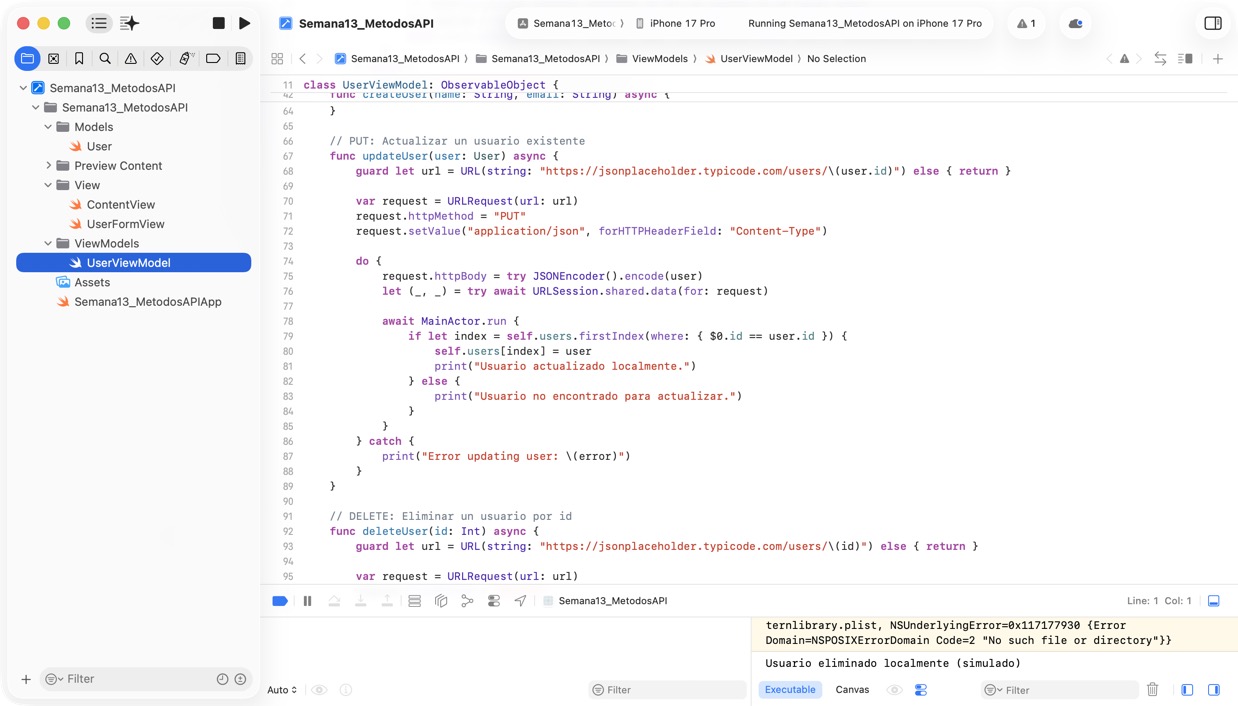 Semana13_MetodosAPI
Semana13_Metoc
iPhone 17 Pro
Running Semana13_MetodosAPI on iPhone 17 Pro
1
Semana13_MetodosAPI
Semana13_MetodosAPI
ViewModels
UserViewModel
No Selection
Semana13_MetodosAPI
Semana13_MetodosAPI
Models
User
Preview Content
View
ContentView
UserFormView
ViewModels
UserViewModel
Assets
Semana13_MetodosAPIApp
Filter
11 class UserViewModel: ObservableObject {
42 func createUser(name: String, email: String) async {
64 }
65
66 // PUT: Actualizar un usuario existente
67 func updateUser(user: User) async {
68 guard let url = URL(string: "https://jsonplaceholder.typicode.com/users/\(user.id)") else { return }
69
70 var request = URLRequest(url: url)
71 request.httpMethod = "PUT"
72 request.setValue("application/json", forHTTPHeaderField: "Content-Type")
73
74 do {
75 request.httpBody = try JSONEncoder().encode(user)
76 let (_, _) = try await URLSession.shared.data(for: request)
77
78 await MainActor.run {
79 if let index = self.users.firstIndex(where: { $0.id == user.id }) {
80 self.users[index] = user
81 print("Usuario actualizado localmente.")
82 } else {
83 print("Usuario no encontrado para actualizar.")
84 }
85 }
86 } catch {
87 print("Error updating user: \(error)")
88 }
89 }
90
91 // DELETE: Eliminar un usuario por id
92 func deleteUser(id: Int) async {
93 guard let url = URL(string: "https://jsonplaceholder.typicode.com/users/\(id)") else { return }
94
95 var request = URLRequest(url: url)
Semana13_MetodosAPI
Line: 1 Col: 1
ternlibrary.plist, NSUnderlyingError=0x117177930 {Error
Domain=NSPOSIXErrorDomain Code=2 "No such file or directory"}}
Usuario eliminado localmente (simulado)
Auto
Filter
Executable
Canvas
Filter